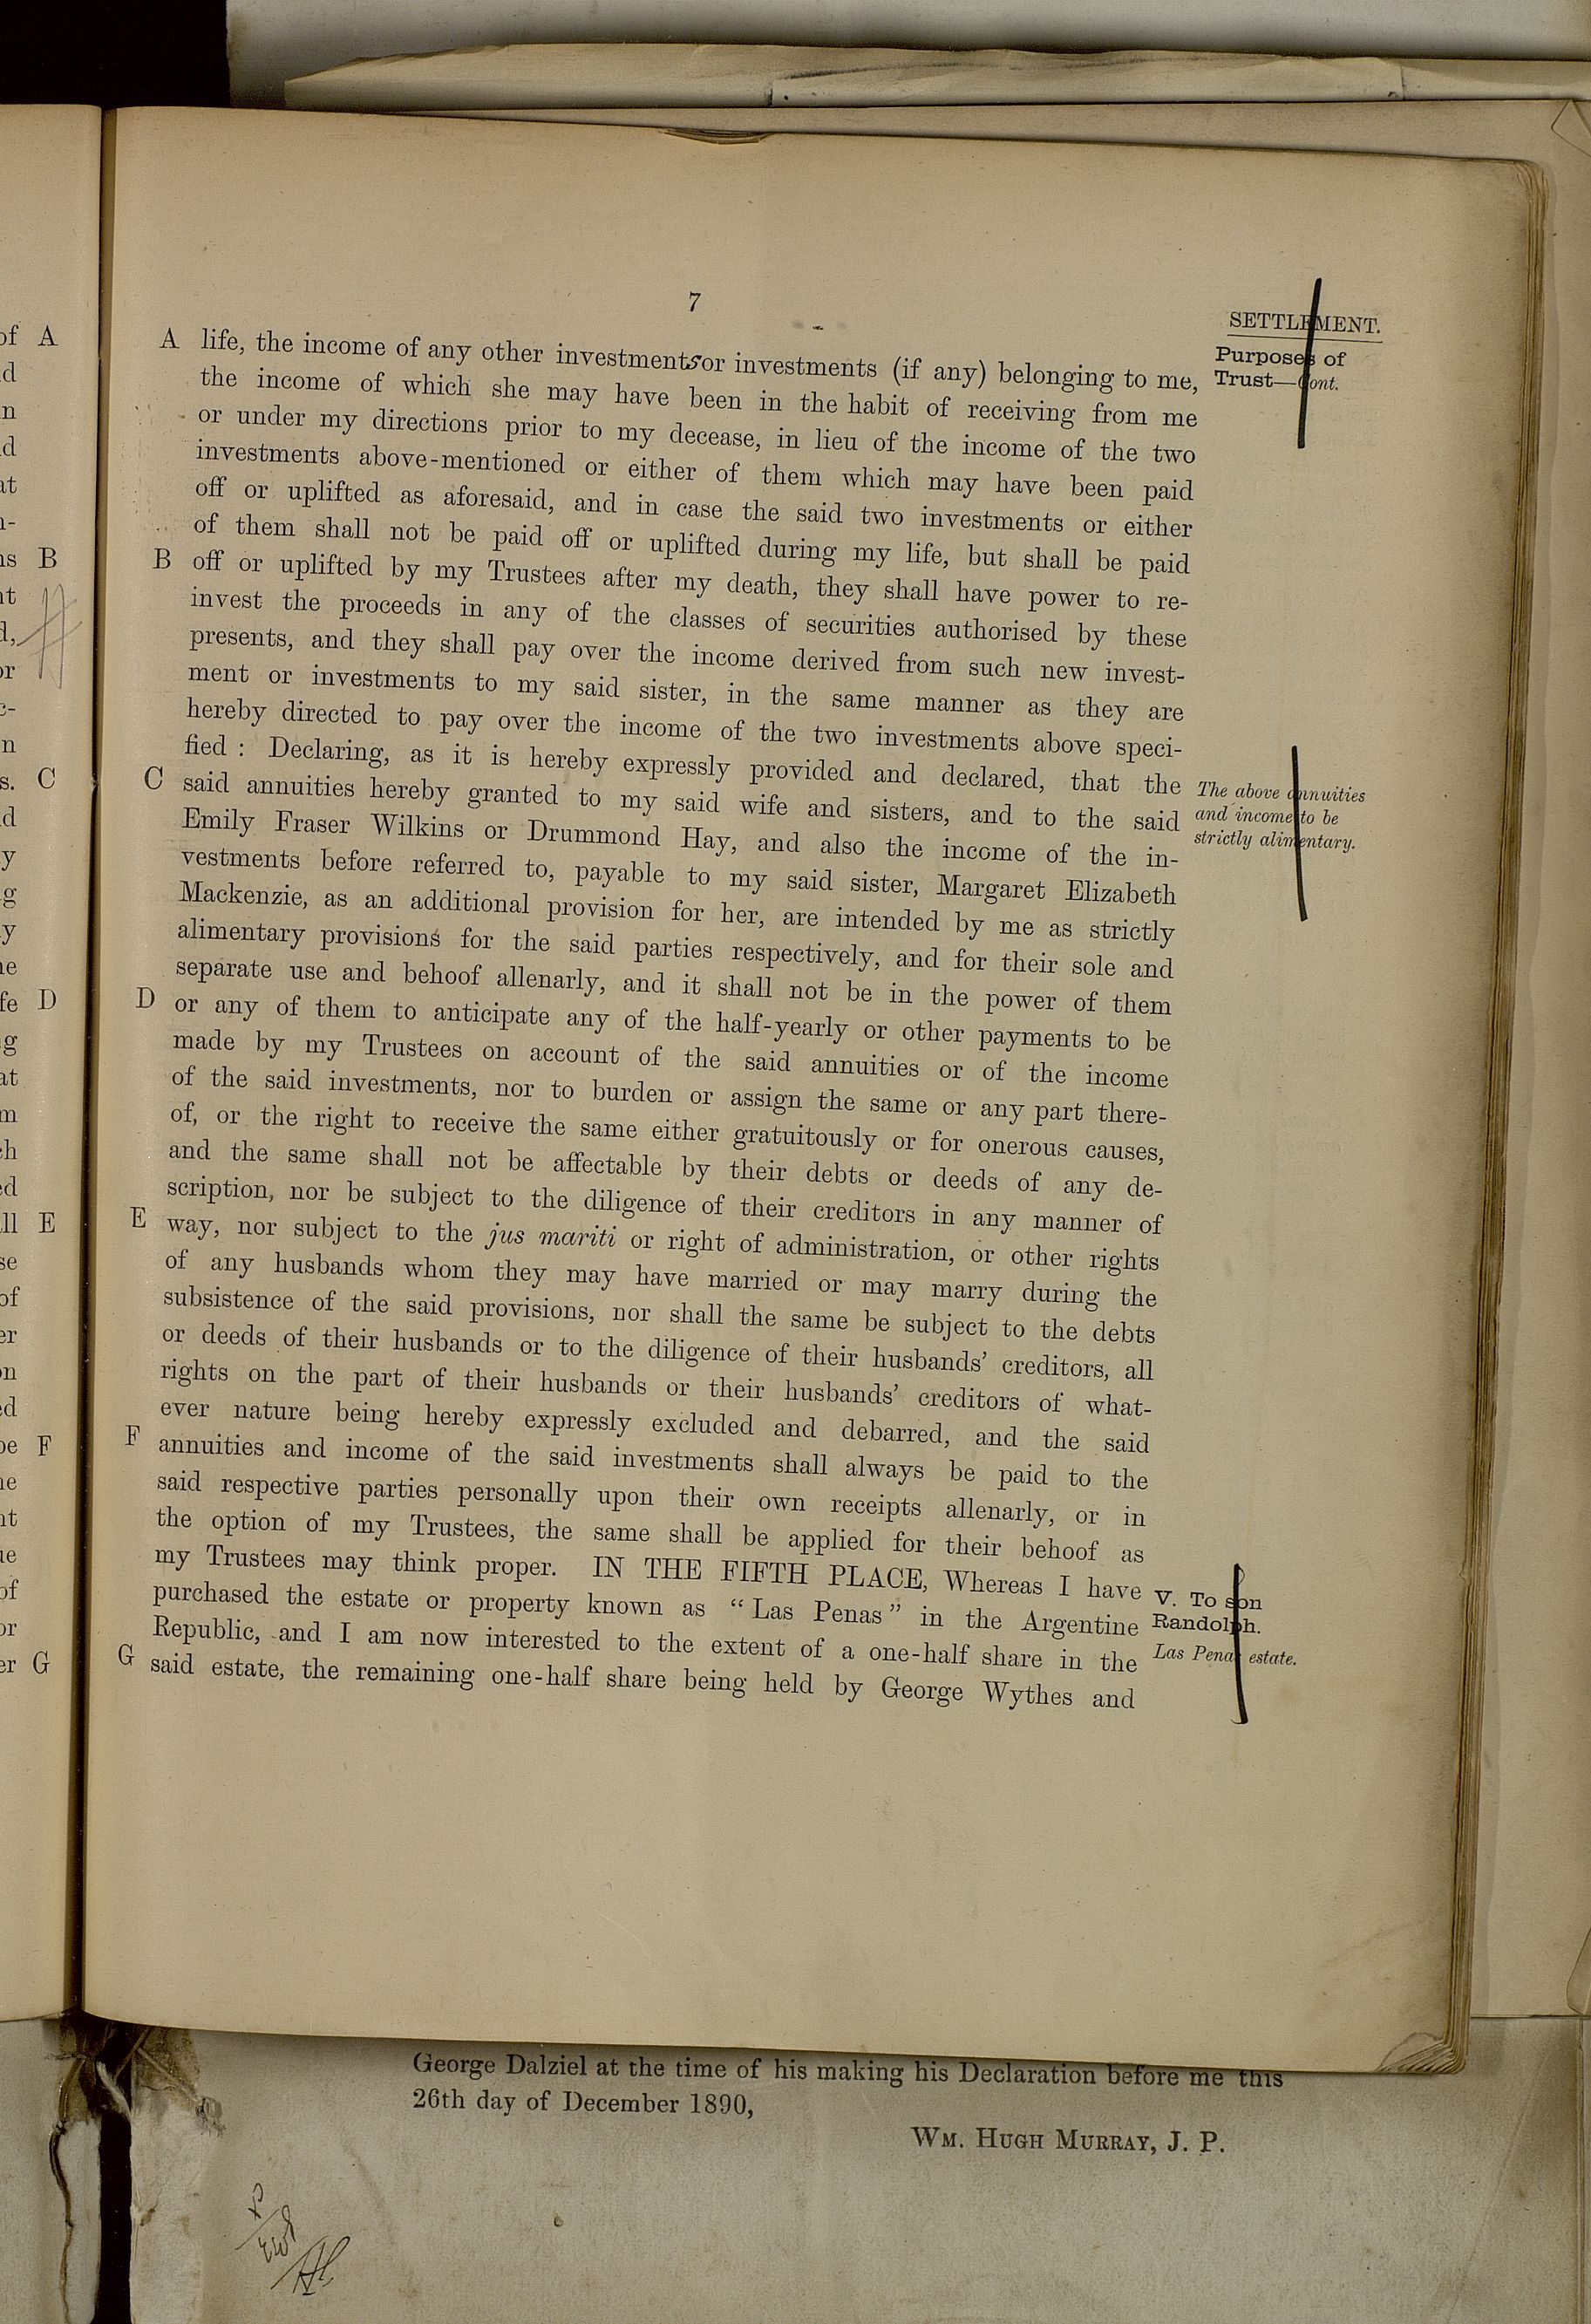 7
SETTLEMENT.
Purposes of
Trust—Cont.
A life, the income of any other investments or investments (if any) belonging to me,
the income of which she may have been in the habit of receiving from me
or under my directions prior to my decease, in lieu of the income of the two
investments above-mentioned or either of them which may have been paid
off or uplifted as aforesaid, and in case the said two investments or either
of them shall not be paid off or uplifted during my life, but shall be paid
B off or uplifted by my Trustees after my death, they shall have power to re-
invest the proceeds in any of the classes of securities authorised by these
presents, and they shall pay over the income derived from such new invest-
ment or investments to my said sister, in the same manner as they are
hereby directed to pay over the income of the two investments above speci-
fied : Declaring, as it is hereby expressly provided and declared, that the
C said annuities hereby granted to my said wife and sisters, and to the said
The above annuities
and income to be
strictly alimentary.
Emily Fraser Wilkins or Drummond Hay, and also the income of the in-
vestments before referred to, payable to my said sister, Margaret Elizabeth
Mackenzie, as an additional provision for her, are intended by me as strictly
alimentary provisions for the said parties respectively, and for their sole and
separate use and behoof allenarly, and it shall not be in the power of them
D or any of them to anticipate any of the half-yearly or other payments to be
made by my Trustees on account of the said annuities or of the income
of the said investments, nor to burden or assign the same or any part there-
of, or the right to receive the same either gratuitously or for onerous causes,
and the same shall not be affectable by their debts or deeds of any de-
scription, nor be subject to the diligence of their creditors in any manner of
E way, nor subject to the jus mariti or right of administration, or other rights
of any husbands whom they may have married or may marry during the
subsistence of the said provisions, nor shall the same be subject to the debts
or deeds of their husbands or to the diligence of their husbands' creditors, all
rights on the part of their husbands or their husbands' creditors of what-
ever nature being hereby expressly excluded and debarred, and the said
F annuities and income of the said investments shall always be paid to the
said respective parties personally upon their own receipts allenarly, or in
the option of my Trustees, the same shall be applied for their behoof as
my Trustees may think proper. IN THE FIFTH PLACE, Whereas I have
V. To son
Randolph.
Las Penas estate.
purchased the estate or property known as "Las Penas" in the Argentine
Republic, and I am now interested to the extent of a one-half share in the
G said estate, the remaining one-half share being held by George Wythes and
George Dalziel at the time of his making his Declaration before me this
26th day of December 1890,
WM. HUGH MURRAY, J. P.